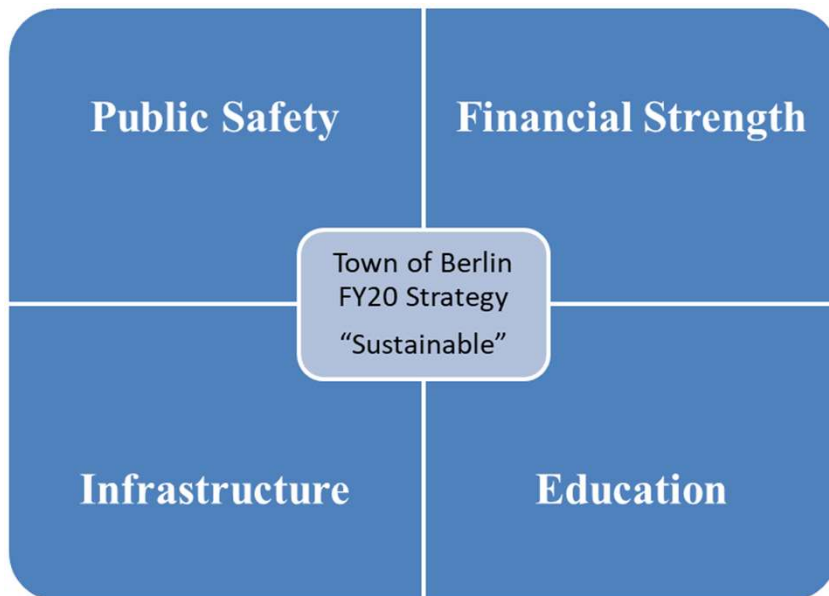 Public Safety
Financial Strength
Town of Berlin
FY20 Strategy
“Sustainable”
Infrastructure
Education